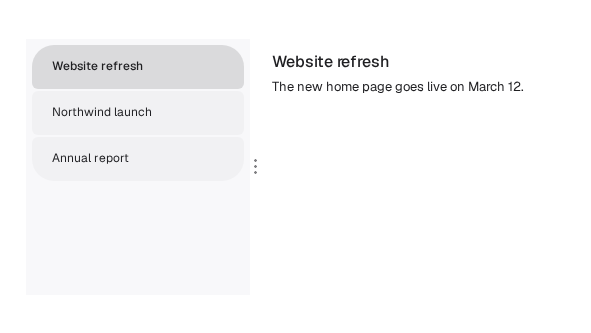 Website refresh
Northwind launch
Annual report
Website refresh
The new home page goes live on March 12.